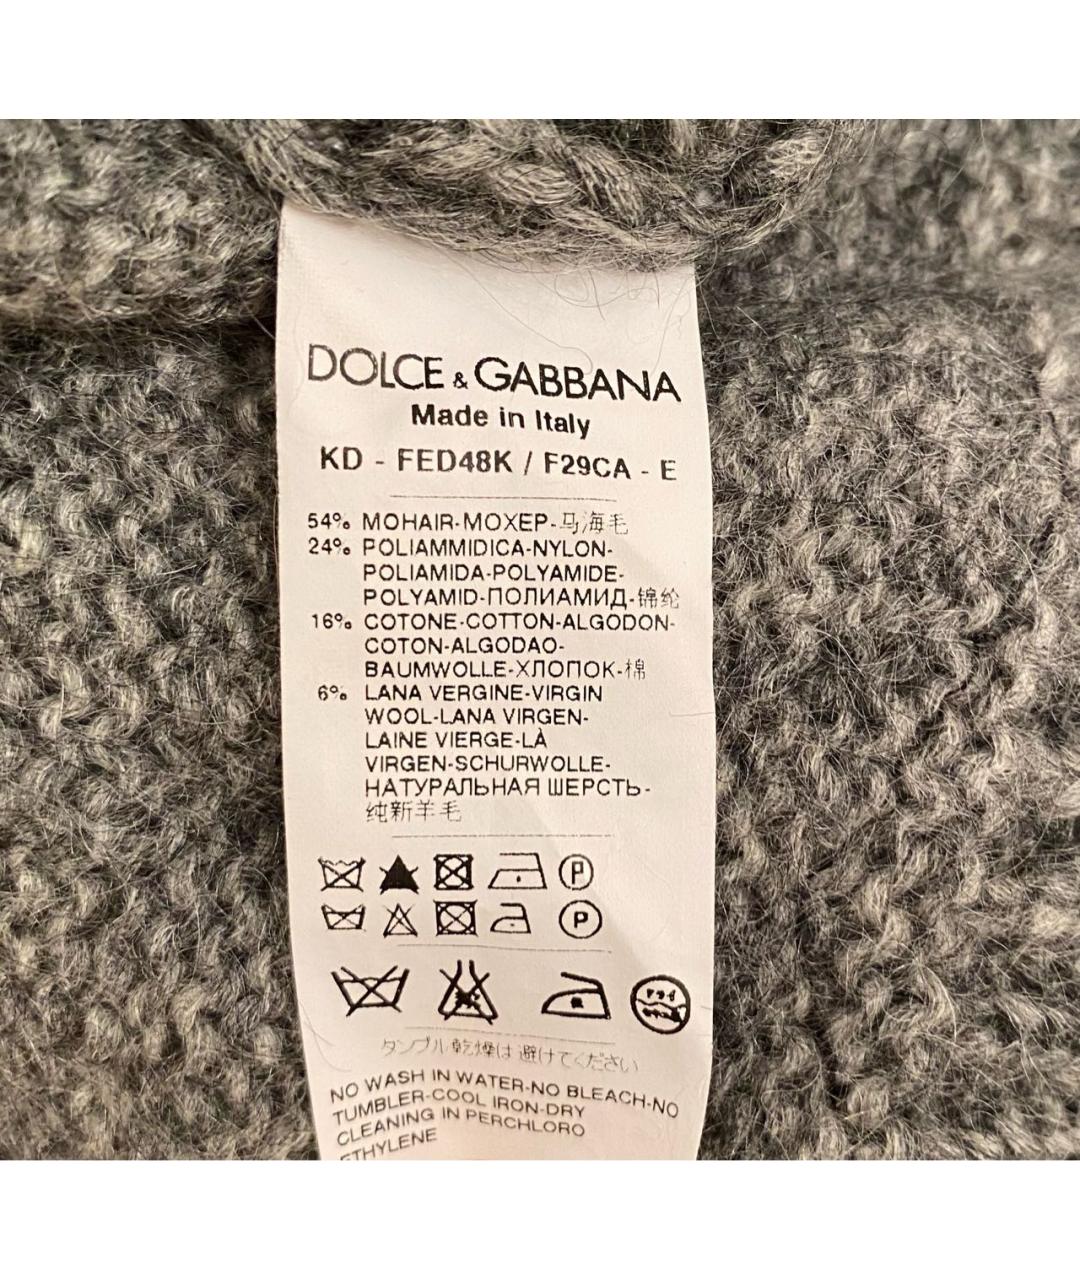 DOLCE & GABBANA
Made in Italy
KD - FED48K / F29CA - E
54% MOHAIR-МОХЕР-马海毛
24% POLIAMMIDICA-NYLON-
POLIAMIDA-POLYAMIDE-
POLYAMID-ПОЛИАМИД-锦纶
16% COTONE-COTTON-ALGODON-
COTON-ALGODAO-
BAUMWOLLE-ХЛОПОК-棉
6% LANA VERGINE-VIRGIN
WOOL-LANA VIRGEN-
LAINE VIERGE-LÀ
VIRGEN-SCHURWOLLE-
НАТУРАЛЬНАЯ ШЕРСТЬ-
纯新羊毛
P
P
ドライ
タンブル乾燥は避けてください
NO WASH IN WATER-NO BLEACH-NO
TUMBLER-COOL IRON-DRY
CLEANING IN PERCHLORO
ETHYLENE